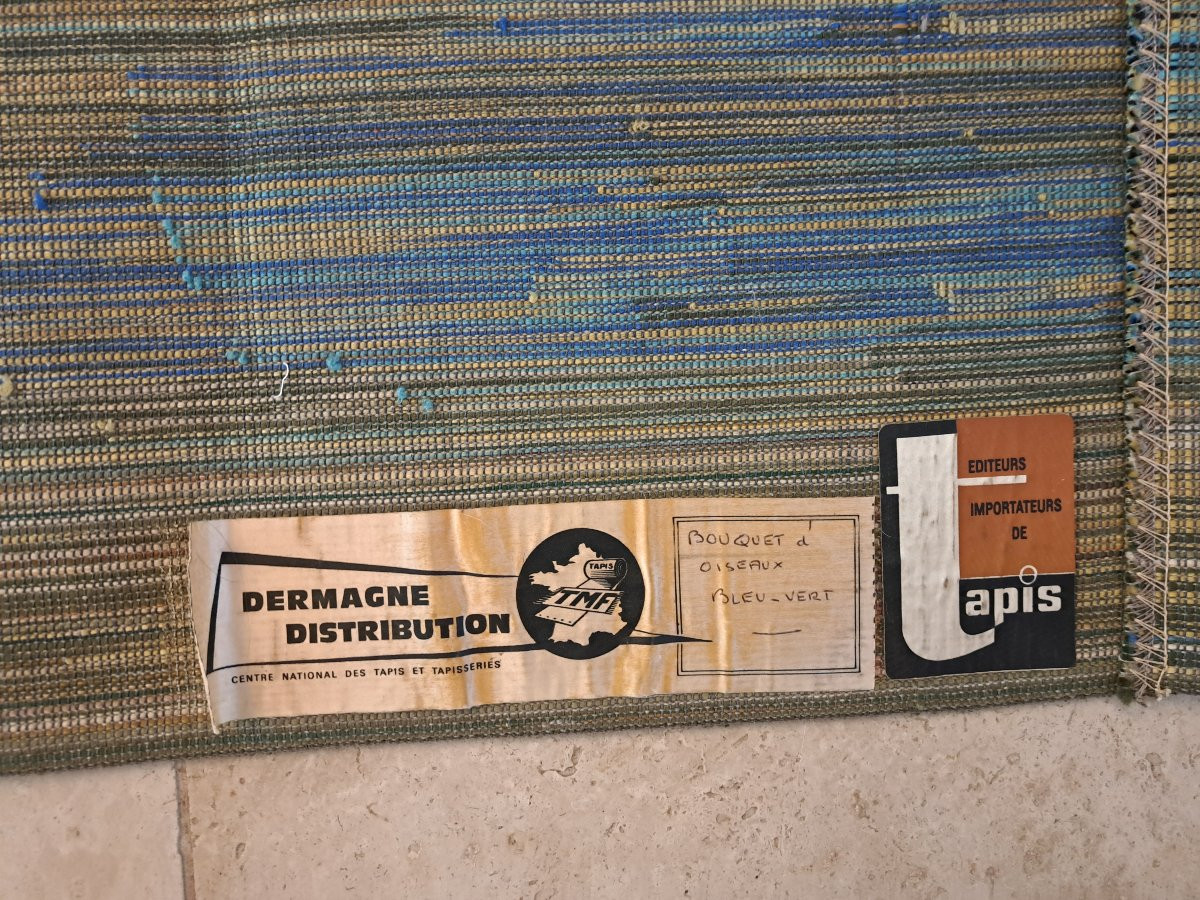 DERMAGNE
DISTRIBUTION
CENTRE NATIONAL DES TAPIS ET TAPISSERIES
TAPIS
TMF
BOUQUET d'
OISEAUX
BLEU-VERT
EDITEURS
IMPORTATEURS
DE
tapis